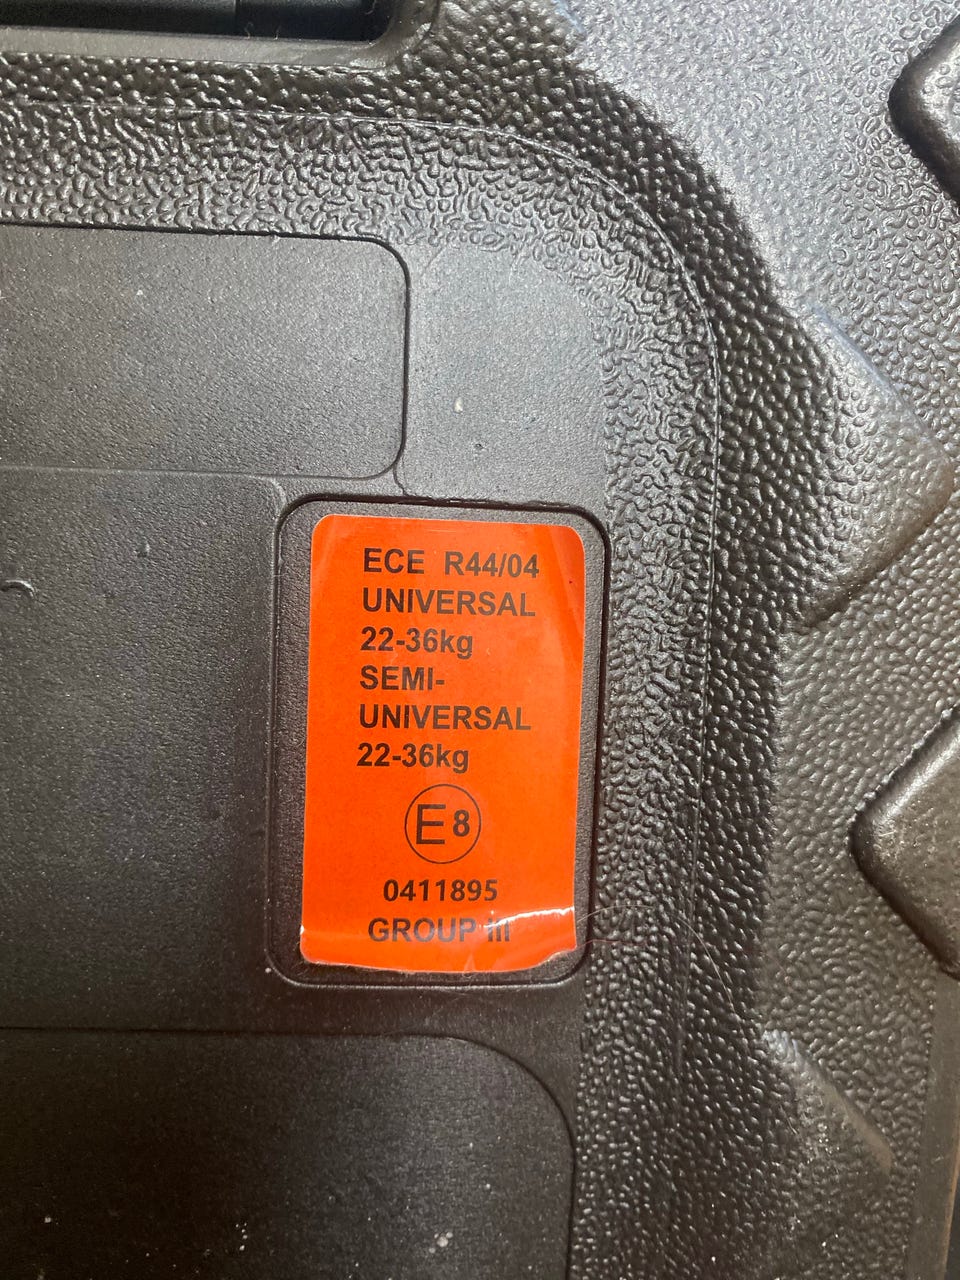 ECE R44/04
UNIVERSAL
22-36kg
SEMI-
UNIVERSAL
22-36kg
E8
0411895
GROUP iii